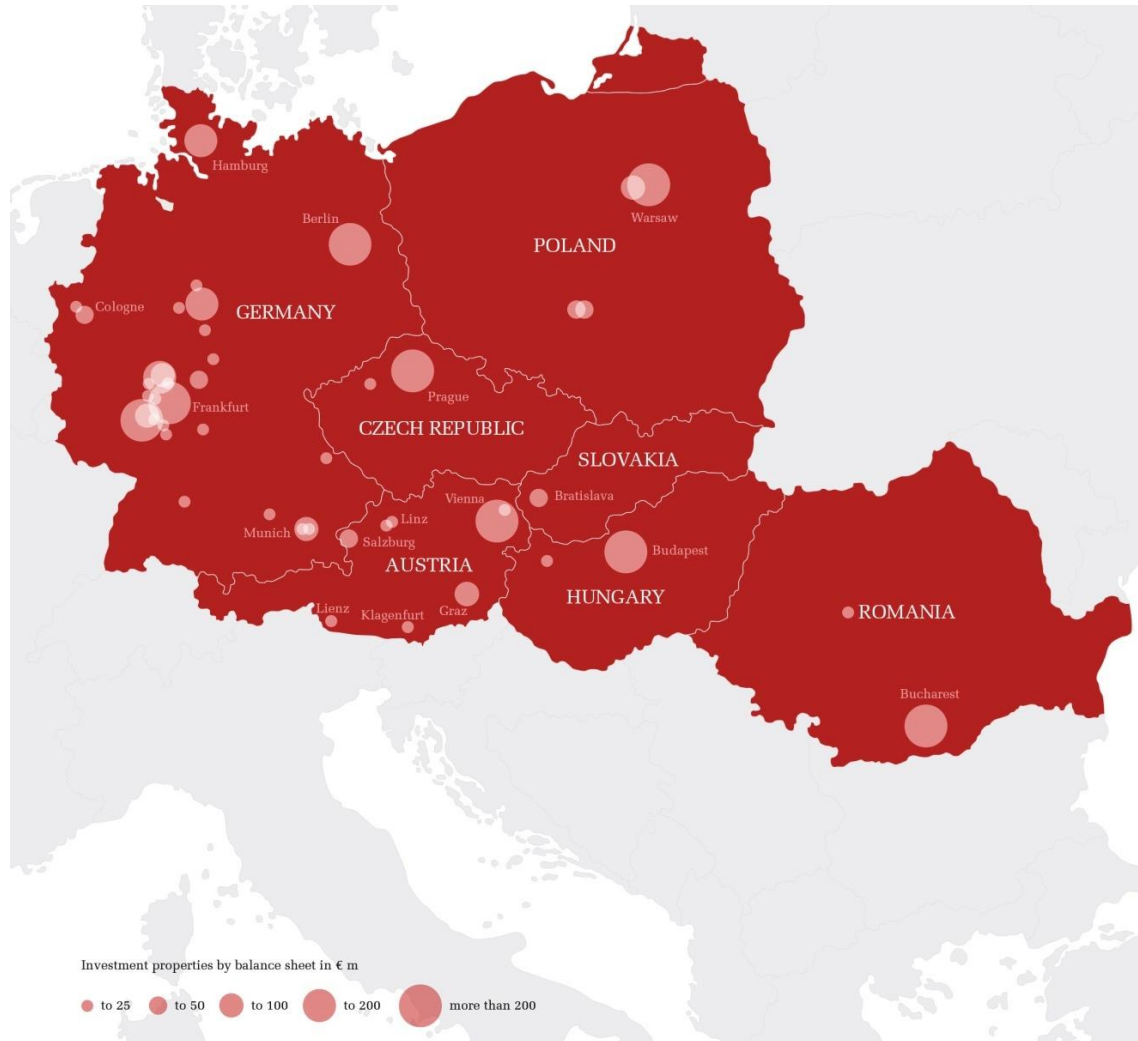 Hamburg
Berlin
Warsaw
POLAND
Cologne
GERMANY
Prague
Frankfurt
CZECH REPUBLIC
SLOVAKIA
Vienna
Bratislava
Linz
Munich
Salzburg
Budapest
AUSTRIA
HUNGARY
Lienz
Klagenfurt
Graz
ROMANIA
Bucharest
Investment properties by balance sheet in € m
to 25 to 50 to 100 to 200 more than 200